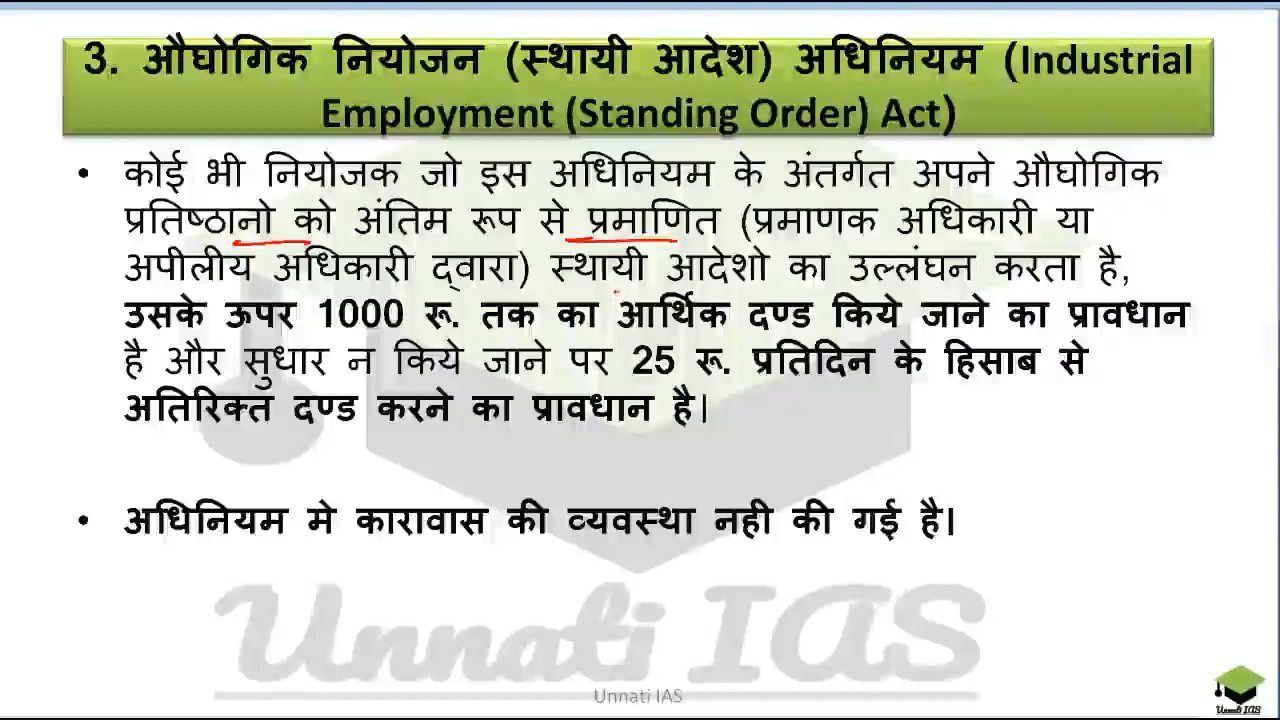 3. औघोगिक नियोजन (स्थायी आदेश) अधिनियम (Industrial
Employment (Standing Order) Act)
• कोई भी नियोजक जो इस अधिनियम के अंतर्गत अपने औघोगिक
प्रतिष्ठानो को अंतिम रूप से प्रमाणित (प्रमाणक अधिकारी या
अपीलीय अधिकारी द्वारा) स्थायी आदेशो का उल्लंघन करता है,
उसके ऊपर 1000 रू. तक का आर्थिक दण्ड किये जाने का प्रावधान
है और सुधार न किये जाने पर 25 रू. प्रतिदिन के हिसाब से
अतिरिक्त दण्ड करने का प्रावधान है।
• अधिनियम मे कारावास की व्यवस्था नही की गई है।
Unnati IAS
Unnati IAS
Unnati IAS